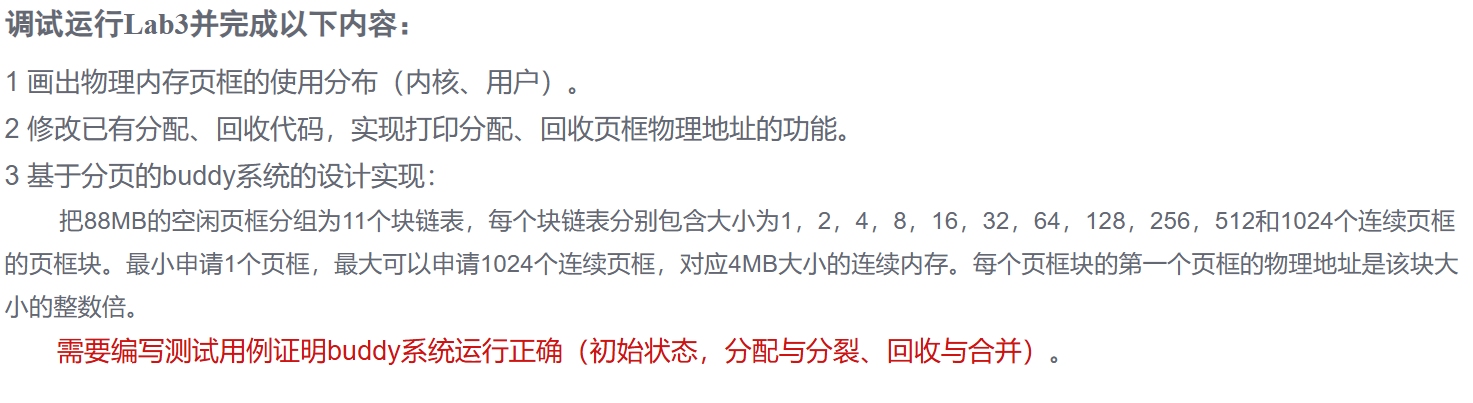 调试运行Lab3并完成以下内容：
1 画出物理内存页框的使用分布（内核、用户）。
2 修改已有分配、回收代码，实现打印分配、回收页框物理地址的功能。
3 基于分页的buddy系统的设计实现：
把88MB的空闲页框分组为11个块链表，每个块链表分别包含大小为1，2，4，8，16，32，64，128，256，512和1024个连续页框
的页框块。最小申请1个页框，最大可以申请1024个连续页框，对应4MB大小的连续内存。每个页框块的第一个页框的物理地址是该块大
小的整数倍。
需要编写测试用例证明buddy系统运行正确（初始状态，分配与分裂、回收与合并）。